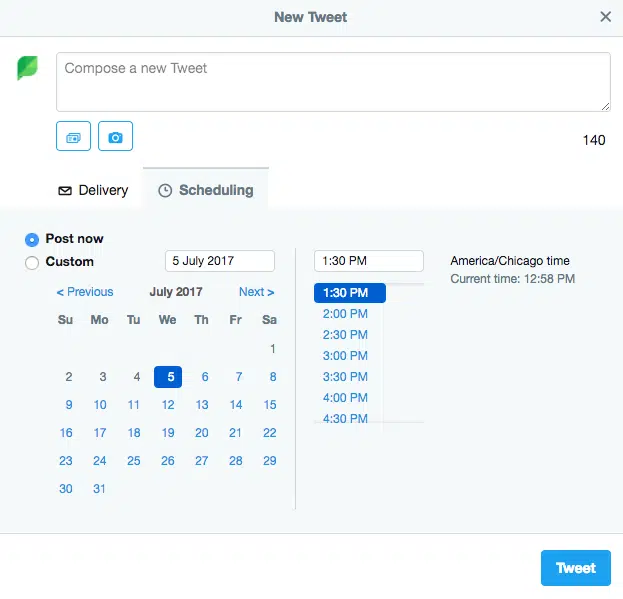 New Tweet
Compose a new Tweet
140
Delivery Scheduling
Post now
Custom 5 July 2017 1:30 PM America/Chicago time
Current time: 12:58 PM
< Previous July 2017 Next >
Su Mo Tu We Th Fr Sa
1
2 3 4 5 6 7 8
9 10 11 12 13 14 15
16 17 18 19 20 21 22
23 24 25 26 27 28 29
30 31
1:30 PM
2:00 PM
2:30 PM
3:00 PM
3:30 PM
4:00 PM
4:30 PM
Tweet